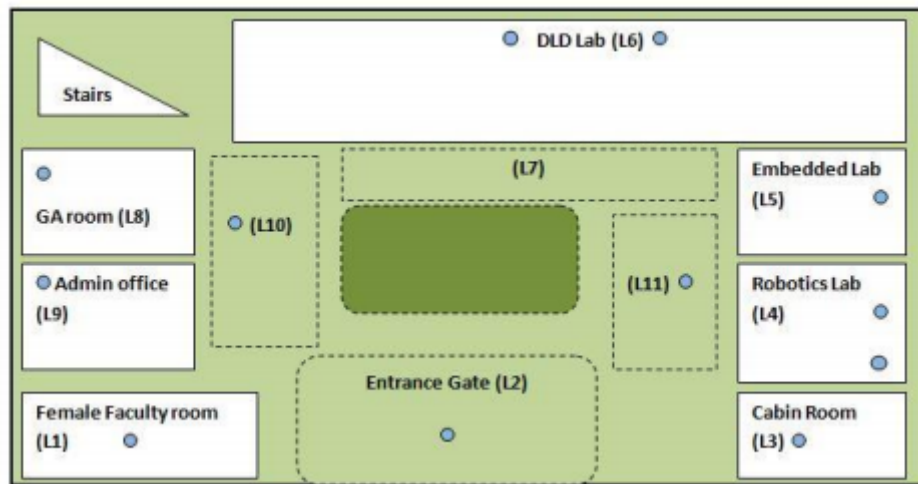 DLD Lab (L6)
Stairs
(L7)
Embedded Lab
(L5)
GA room (L8)
(L10)
Admin office
(L9)
(L11)
Robotics Lab
(L4)
Entrance Gate (L2)
Female Faculty room
(L1)
Cabin Room
(L3)